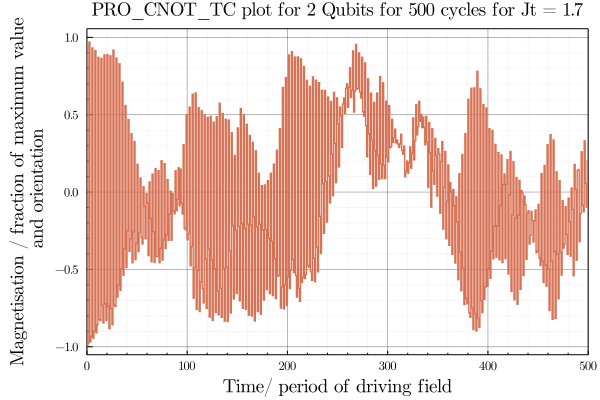 PRO_CNOT_TC plot for 2 Qubits for 500 cycles for Jt = 1.7
Magnetisation / fraction of maximum value
and orientation
1.0
0.5
0.0
−0.5
−1.0
0 100 200 300 400 500
Time/ period of driving field